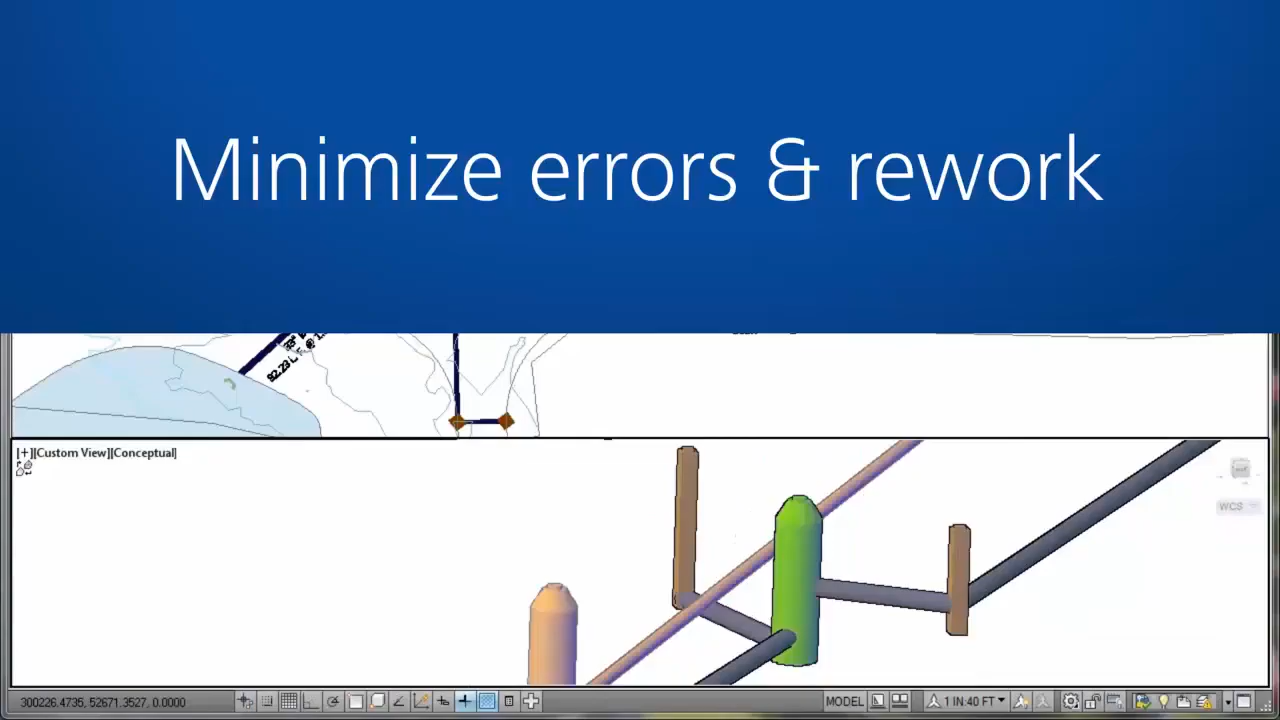 Minimize errors & rework
[+][Custom View][Conceptual]
WCS
300226.4735, 52671.3527, 0.0000
MODEL
1 IN:40 FT